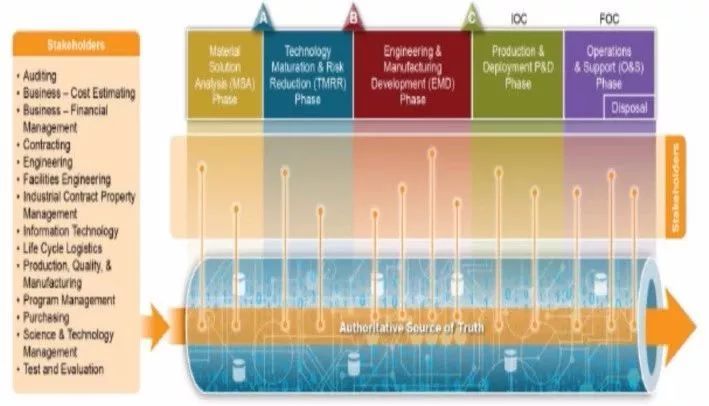 Stakeholders
• Auditing
• Business – Cost Estimating
• Business – Financial
Management
• Contracting
• Engineering
• Facilities Engineering
• Industrial Contract Property
Management
• Information Technology
• Life Cycle Logistics
• Production, Quality, &
Manufacturing
• Program Management
• Purchasing
• Science & Technology
Management
• Test and Evaluation
A
B
C
IOC
FOC
Material
Solution
Analysis (MSA)
Phase
Technology
Maturation & Risk
Reduction (TMRR)
Phase
Engineering &
Manufacturing
Development (EMD)
Phase
Production &
Deployment P&D
Phase
Operations
& Support (O&S)
Phase
Disposal
Stakeholders
Authoritative Source of Truth